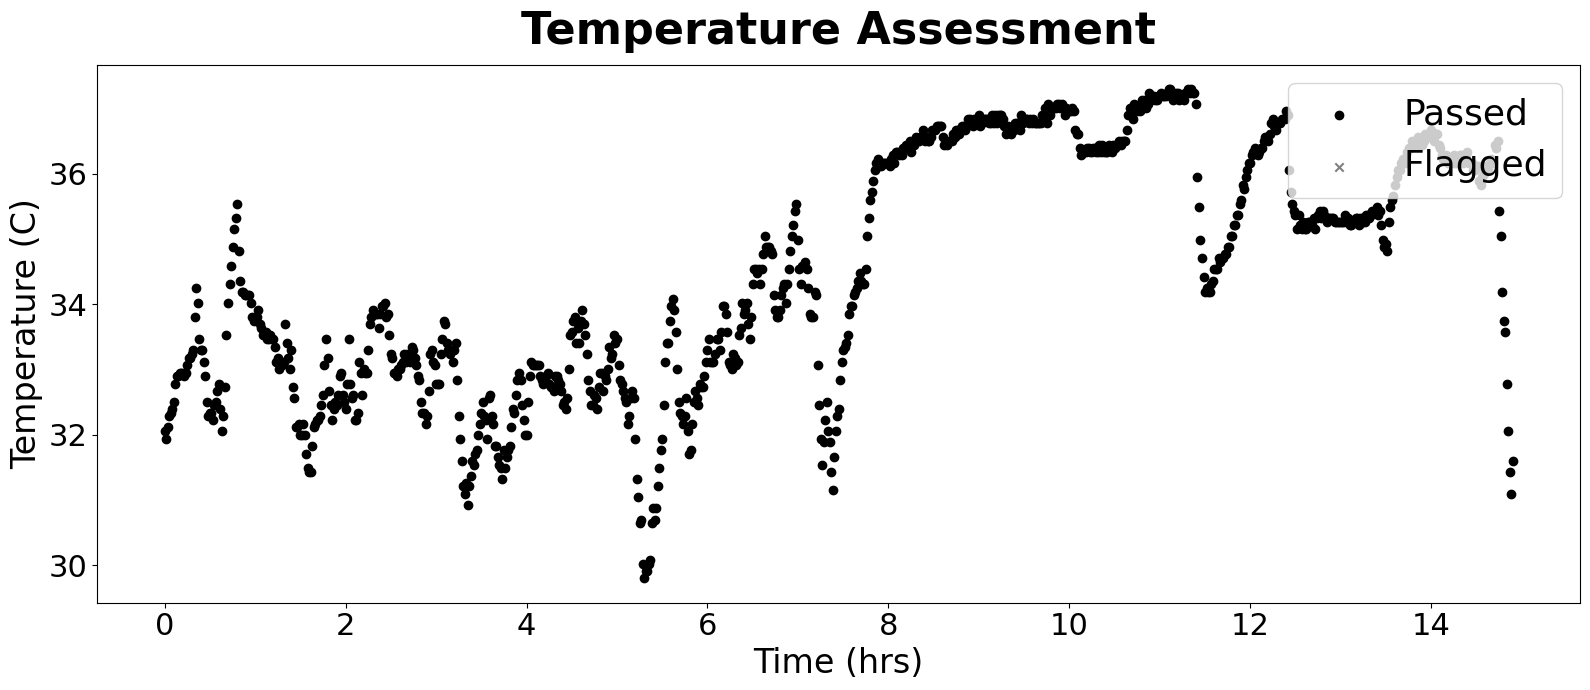 Temperature Assessment
Temperature (C)
36
34
32
30
Passed
Flagged
0 2 4 6 8 10 12 14
Time (hrs)